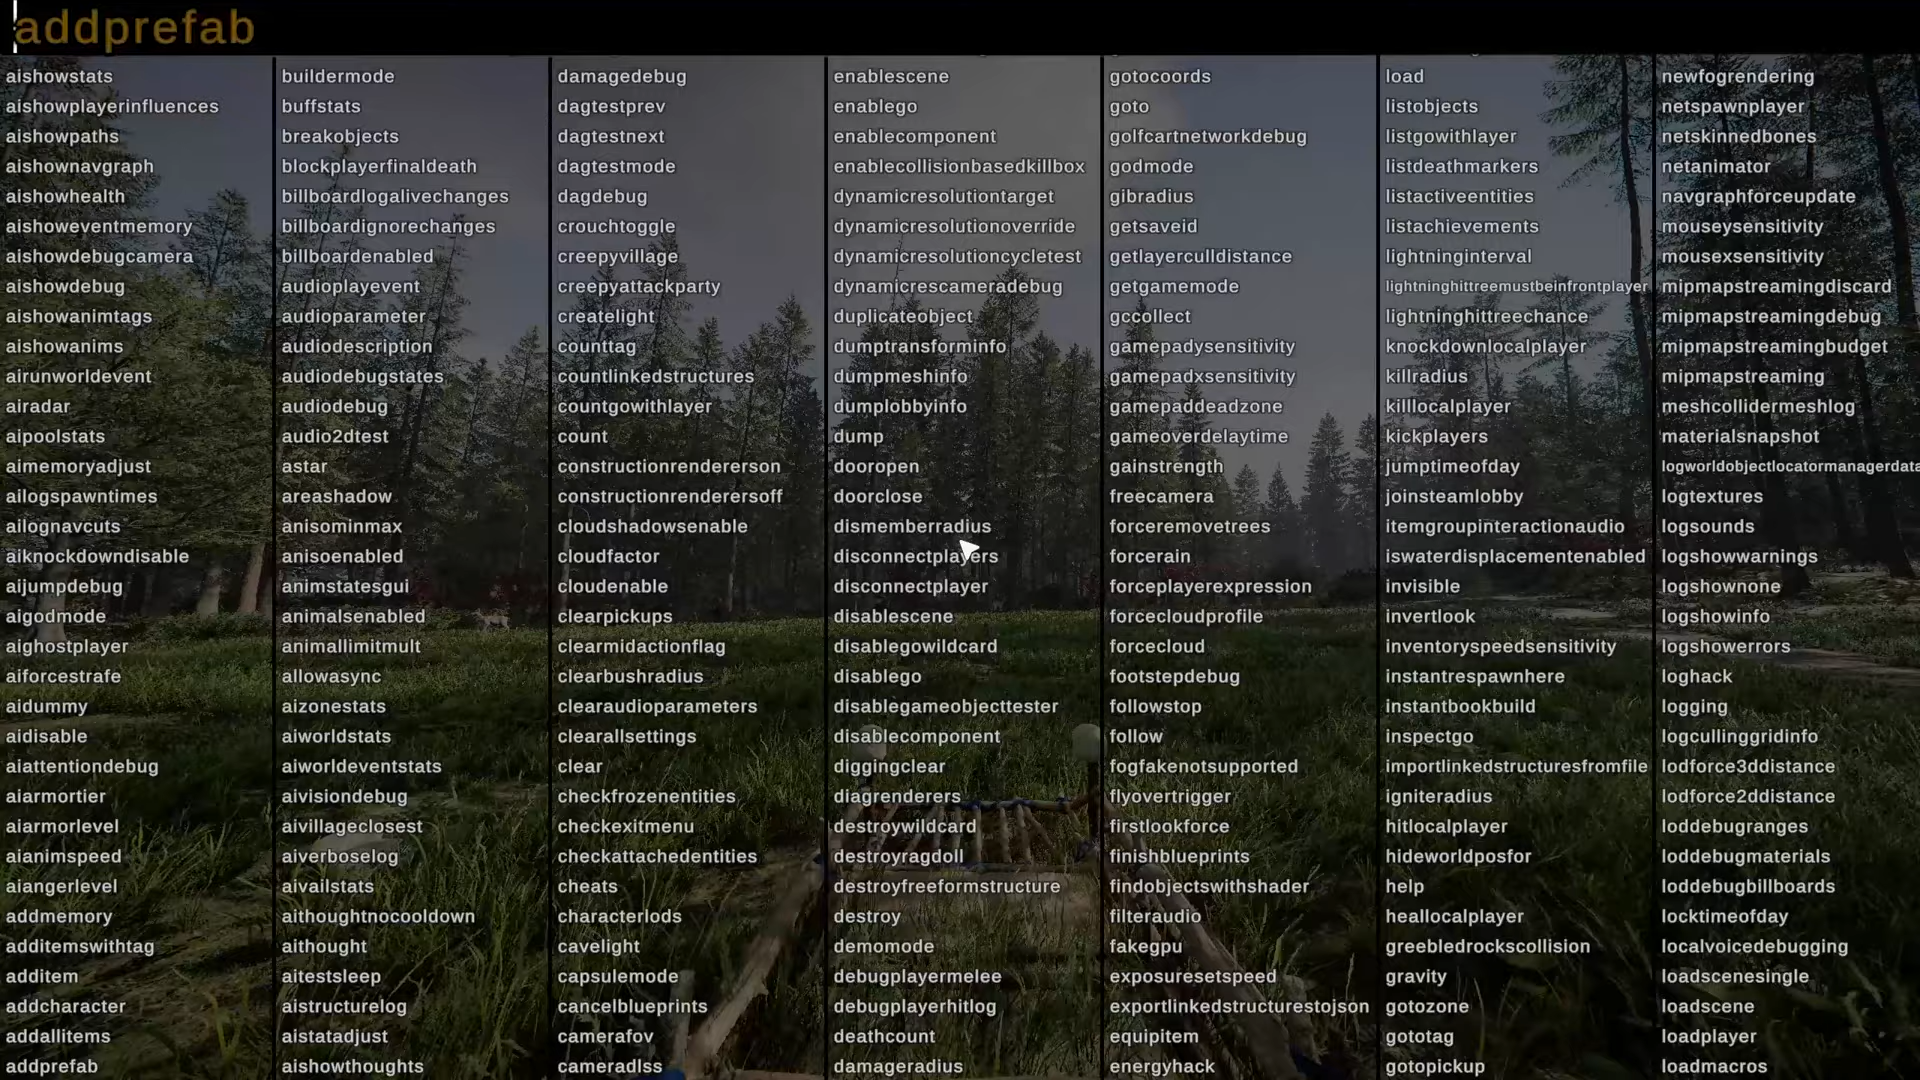 addprefab
aishowstats
aishowplayerinfluences
aishowpaths
aishownavgraph
aishowhealth
aishoweventmemory
aishowdebugcamera
aishowdebug
aishowanimtags
aishowanims
airunworldevent
airadar
aipoolstats
aimemoryadjust
ailogspawntimes
ailognavcuts
aiknockdowndisable
aijumpdebug
aigodmode
aighostplayer
aiforcestrafe
aidummy
aidisable
aiattentiondebug
aiarmortier
aiarmorlevel
aianimspeed
aiangerlevel
addmemory
additemswithtag
additem
addcharacter
addallitems
addprefab
buildermode
buffstats
breakobjects
blockplayerfinaldeath
billboardlogalivechanges
billboardignorechanges
billboardenabled
audioplayevent
audioparameter
audiodescription
audiodebugstates
audiodebug
audio2dtest
astar
areashadow
anisominmax
anisoenabled
animstatesgui
animalsenabled
animallimitmult
allowasync
aizonestats
aiworldstats
aiworldeventstats
aivisiondebug
aivillageclosest
aiverboselog
aivailstats
aithoughtnocooldown
aithought
aitestsleep
aistructurelog
aistatadjust
aishowthoughts
damagedebug
dagtestprev
dagtestnext
dagtestmode
dagdebug
crouchtoggle
creepyvillage
creepyattackparty
createlight
counttag
countlinkedstructures
countgowithlayer
count
constructionrendererson
constructionrenderersoff
cloudshadowsenable
cloudfactor
cloudenable
clearpickups
clearmidactionflag
clearbushradius
clearaudioparameters
clearallsettings
clear
checkfrozenentities
checkexitmenu
checkattachedentities
cheats
characterlods
cavelight
capsulemode
cancelblueprints
camerafov
cameradlss
enablescene
enablego
enablecomponent
enablecollisionbasedkillbox
dynamicresolutiontarget
dynamicresolutionoverride
dynamicresolutioncycletest
dynamicrescameradebug
duplicateobject
dumptransforminfo
dumpmeshinfo
dumplobbyinfo
dump
dooropen
doorclose
dismemberradius
disconnectplayers
disconnectplayer
disablescene
disablegowildcard
disablego
disablegameobjecttester
disablecomponent
diggingclear
diagrenderers
destroywildcard
destroyragdoll
destroyfreeformstructure
destroy
demomode
debugplayermelee
debugplayerhitlog
deathcount
damageradius
gotocoords
goto
golfcartnetworkdebug
godmode
gibradius
getsaveid
getlayerculldistance
getgamemode
gccollect
gamepadysensitivity
gamepadxsensitivity
gamepaddeadzone
gameoverdelaytime
gainstrength
freecamera
forceremovetrees
forcerain
forceplayerexpression
forcecloudprofile
forcecloud
footstepdebug
followstop
follow
fogfakenotsupported
flyovertrigger
firstlookforce
finishblueprints
findobjectswithshader
filteraudio
fakegpu
exposuresetspeed
exportlinkedstructurestojson
equipitem
energyhack
load
listobjects
listgowithlayer
listdeathmarkers
listactiveentities
listachievements
lightninginterval
lightninghittreemustbeinfrontplayer
lightninghittreechance
knockdownlocalplayer
killradius
killlocalplayer
kickplayers
jumptimeofday
joinsteamlobby
itemgroupinteractionaudio
iswaterdisplacementenabled
invisible
invertlook
inventoryspeedsensitivity
instantrespawnhere
instantbookbuild
inspectgo
importlinkedstructuresfromfile
igniteradius
hitlocalplayer
hideworldposfor
help
heallocalplayer
greebledrockscollision
gravity
gotozone
gototag
gotopickup
newfogrendering
netspawnplayer
netskinnedbones
netanimator
navgraphforceupdate
mouseysensitivity
mousexsensitivity
mipmapstreamingdiscard
mipmapstreamingdebug
mipmapstreamingbudget
mipmapstreaming
meshcollidermeshlog
materialsnapshot
logworldobjectlocatormanagerdata
logtextures
logsounds
logshowwarnings
logshownone
logshowinfo
logshowerrors
loghack
logging
logcullinggridinfo
lodforce3ddistance
lodforce2ddistance
loddebugranges
loddebugmaterials
loddebugbillboards
locktimeofday
localvoicedebugging
loadscenesingle
loadscene
loadplayer
loadmacros